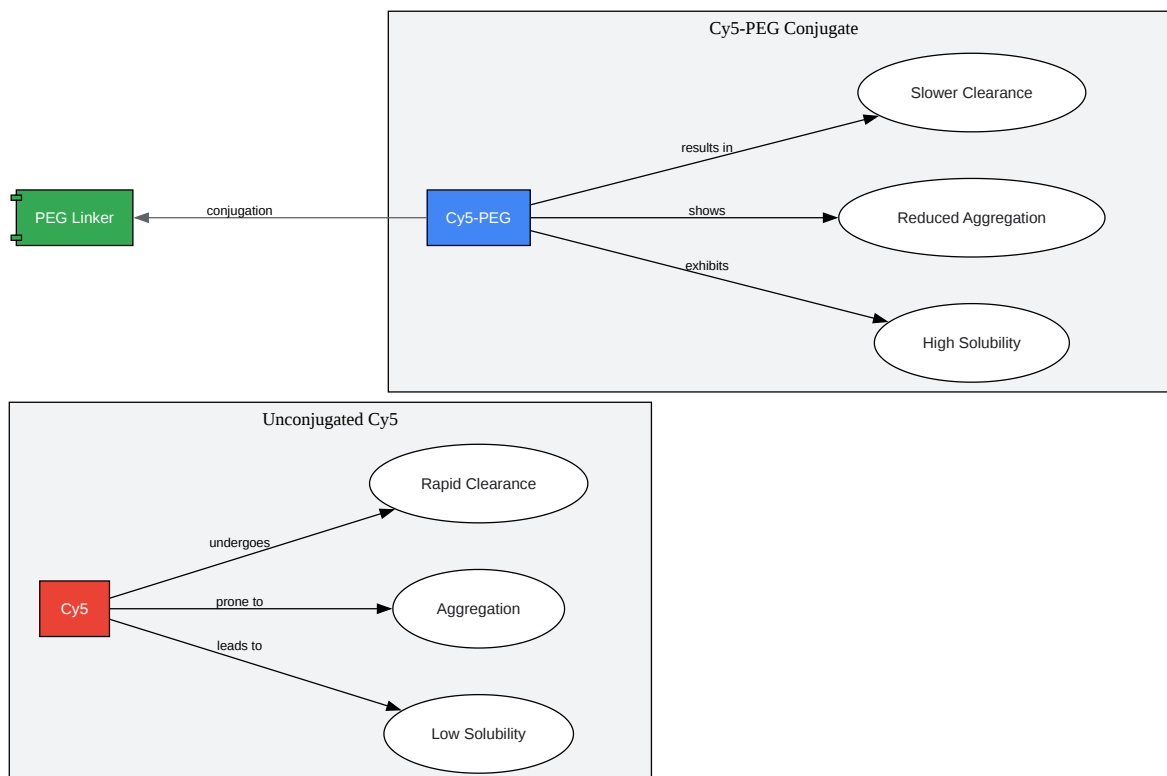 Cy5-PEG Conjugate
Slower Clearance
results in
PEG Linker
conjugation
Cy5-PEG
shows
Reduced Aggregation
exhibits
High Solubility
Unconjugated Cy5
Rapid Clearance
undergoes
Cy5
prone to
Aggregation
leads to
Low Solubility